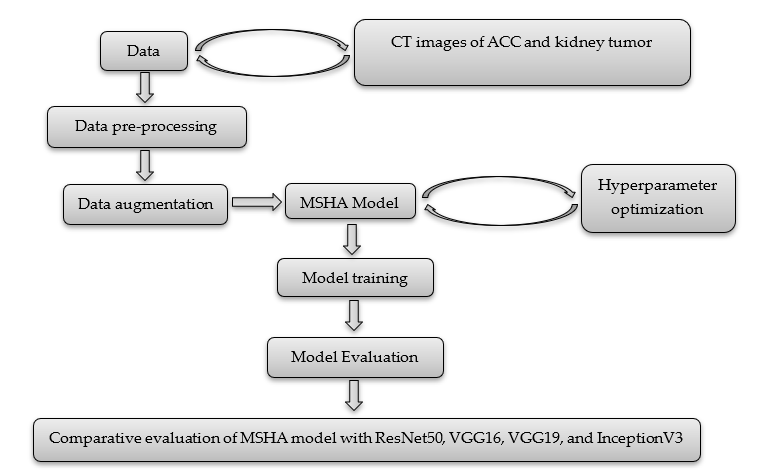 Data
CT images of ACC and kidney tumor
Data pre-processing
Data augmentation
MSHA Model
Hyperparameter
optimization
Model training
Model Evaluation
Comparative evaluation of MSHA model with ResNet50, VGG16, VGG19, and InceptionV3